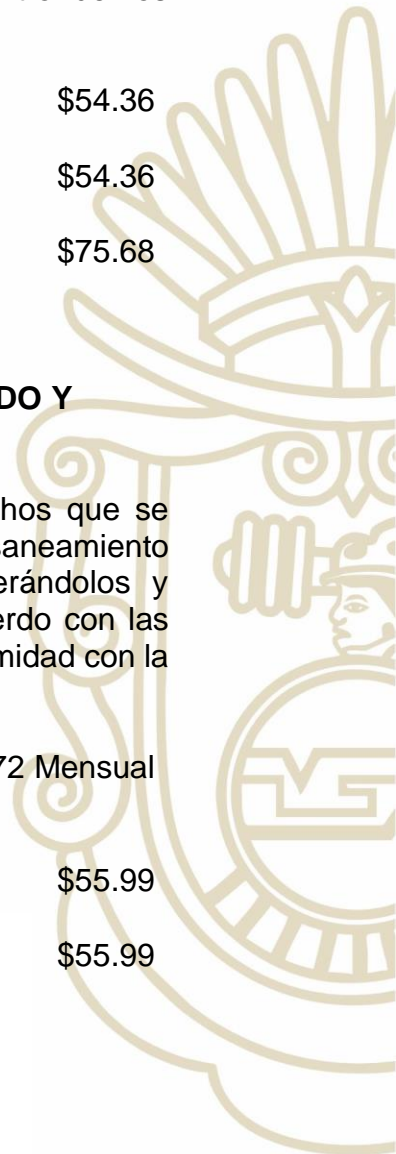 $54.36
$54.36
$75.68
DO Y
hos que se
saneamiento
erándolos y
erdo con las
midad con la
72 Mensual
$55.99
$55.99